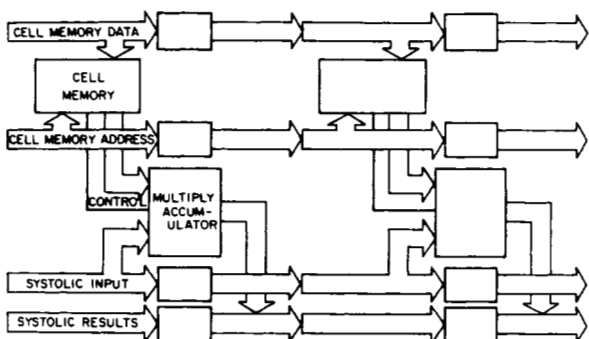 CELL MEMORY DATA
CELL
MEMORY
CELL MEMORY ADDRESS
CONTROL
MULTIPLY
ACCUM-
ULATOR
SYSTOLIC INPUT
SYSTOLIC RESULTS